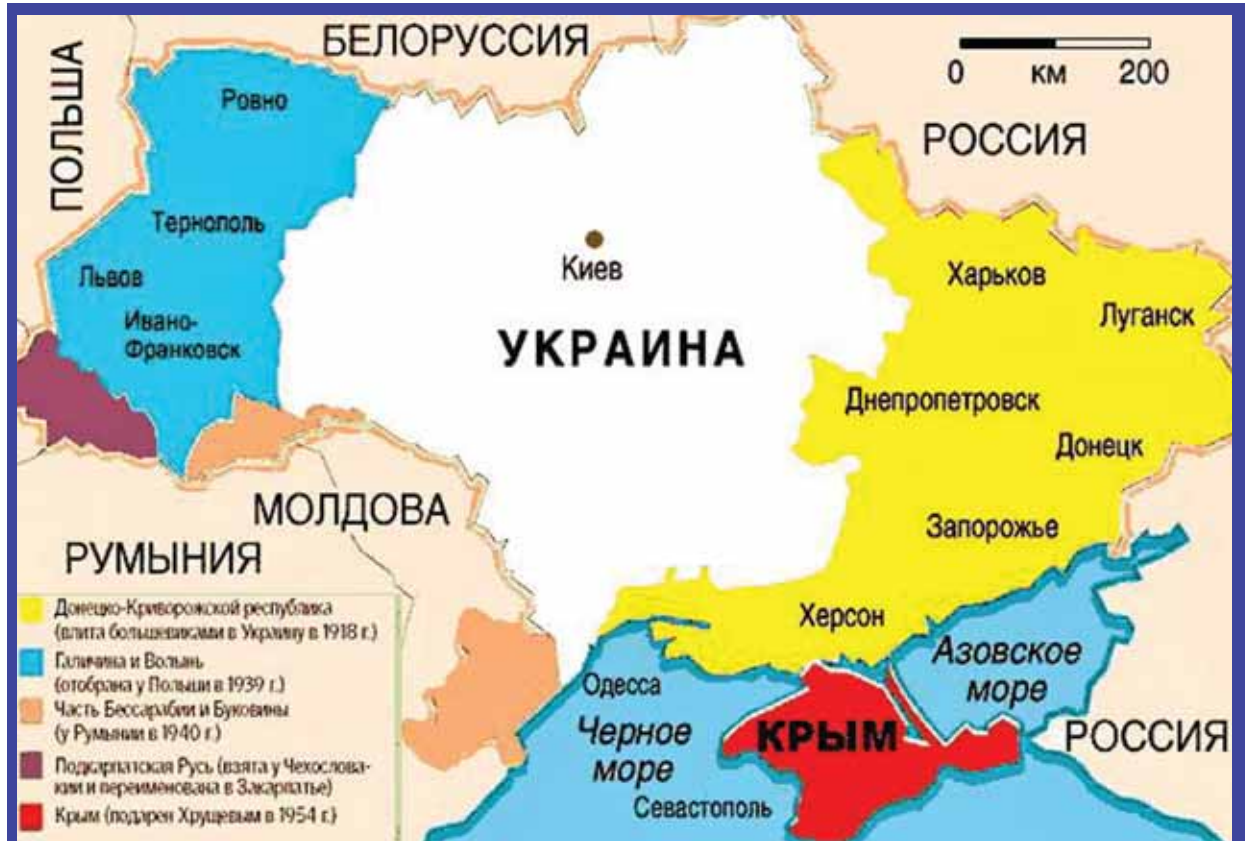 БЕЛОРУССИЯ
ПОЛЬША
0 км 200
РОССИЯ
Ровно
Тернополь
Львов
Ивано-
Франковск
Киев
УКРАИНА
Харьков
Луганск
Днепропетровск
Донецк
Запорожье
Херсон
МОЛДОВА
РУМЫНИЯ
Одесса
Черное
море
Азовское
море
КРЫМ
Севастополь
РОССИЯ
Донецко-Криворожской республика
(влита большевиками в Украину в 1918 г.)
Галичина и Волынь
(отобрана у Польши в 1939 г.)
Часть Бессарабии и Буковины
(у Румынии в 1940 г.)
Подкарпатская Русь (взята у Чехослова-
кии и переименована в Закарпатье)
Крым (подарен Хрущевым в 1954 г.)